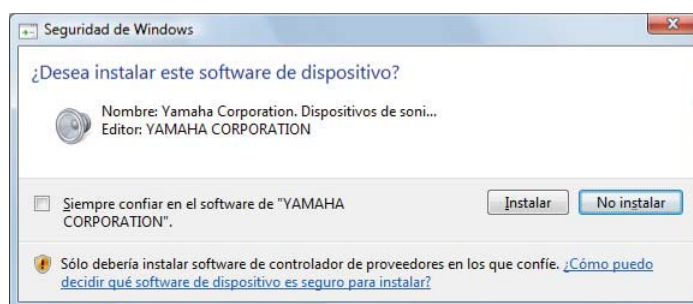 Seguridad de Windows
¿Desea instalar este software de dispositivo?
Nombre: Yamaha Corporation. Dispositivos de soni...
Editor: YAMAHA CORPORATION
Siempre confiar en el software de "YAMAHA
CORPORATION".
Instalar
No instalar
Sólo debería instalar software de controlador de proveedores en los que confíe. ¿Cómo puedo
decidir qué software de dispositivo es seguro para instalar?